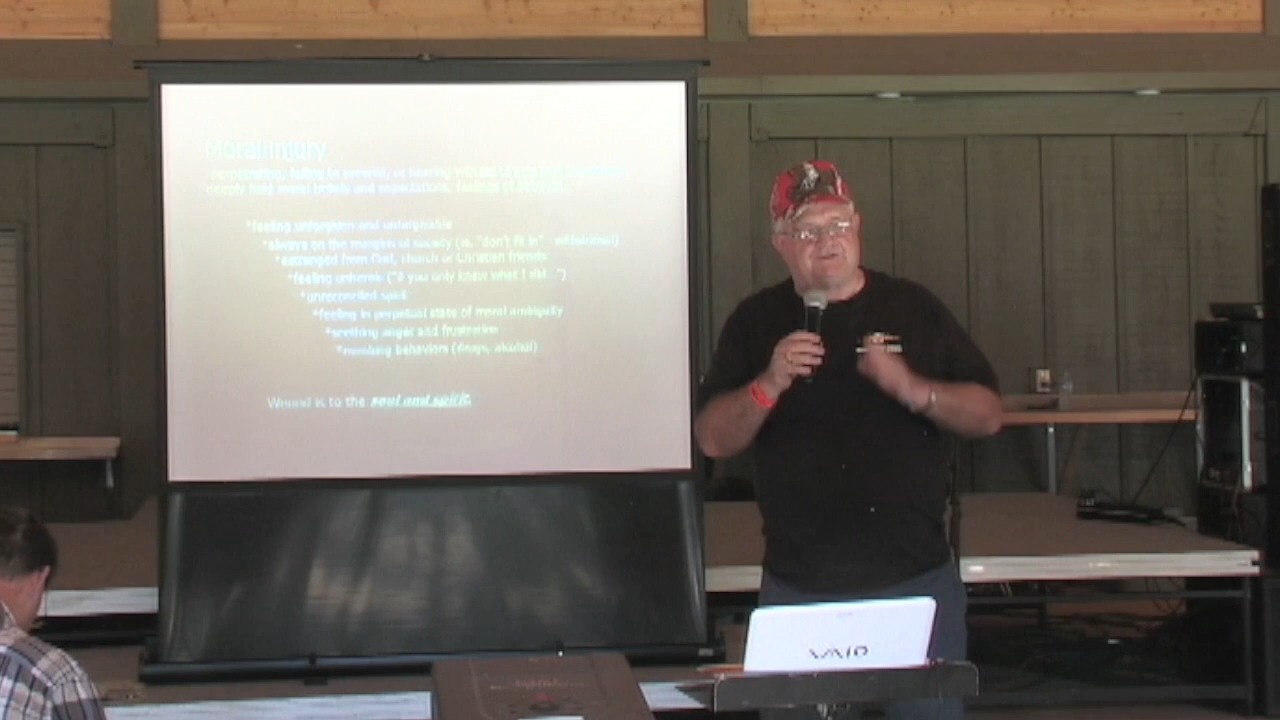 Moral injury
perpetrating, failing to prevent, or bearing witness to acts that
deeply held moral beliefs and expectations, feelings of betrayal.
*feeling unforgiven and unforgivable
*always on the margins of society (ie. "don't fit in" - withdrawal)
*estranged from God, church or Christian friends
*feeling unheroic ("if you only knew what I did...")
*unreconciled spirit
*feeling in perpetual state of moral ambiguity
*seething anger and frustration
*numbing behaviors (drugs, alcohol)
Wound is to the soul and spirit.
VAIO